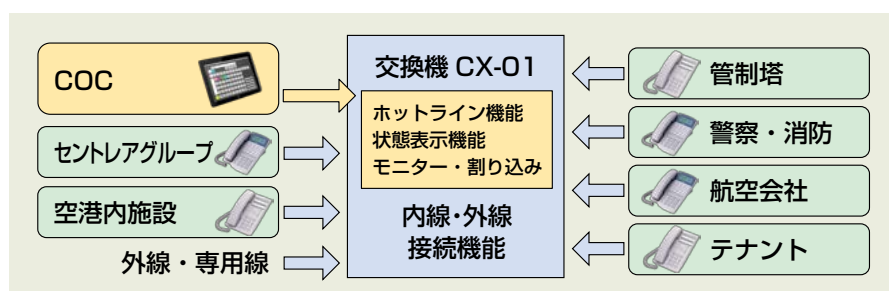 COC
セントレアグループ
空港内施設
外線・専用線
交換機 CX-01
ホットライン機能
状態表示機能
モニター・割り込み
内線・外線
接続機能
管制塔
警察・消防
航空会社
テナント